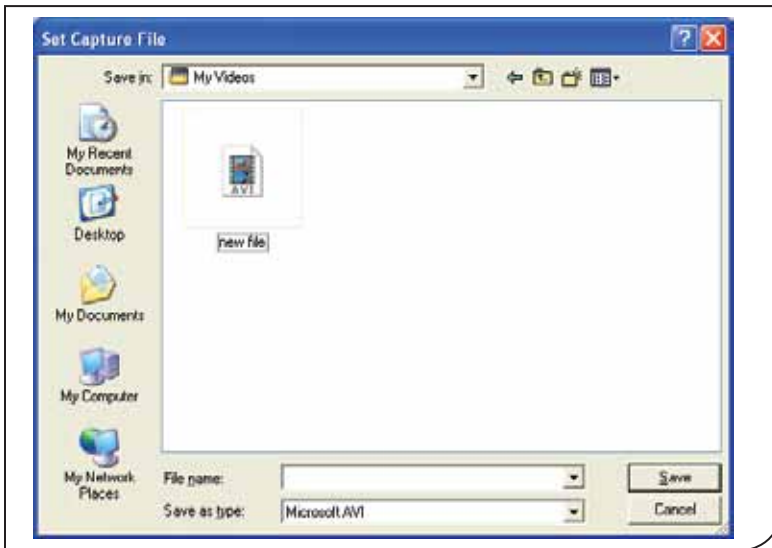 Set Capture File
Save in: My Videos
My Recent
Documents
Desktop
My Documents
My Computer
My Network
Places
AVI
new file
File name:
Save as type: Microsoft AVI
Save
Cancel